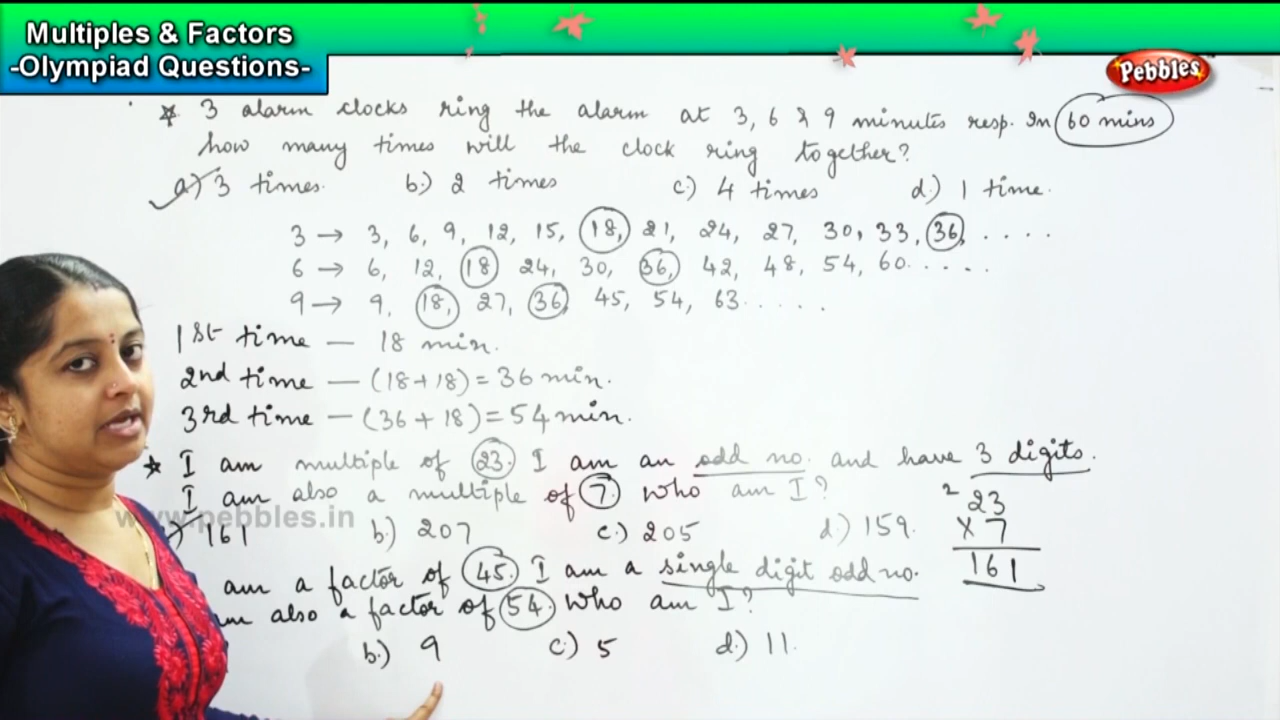 Multiples & Factors
-Olympiad Questions-
Pebbles
★ 3 alarm clocks ring the alarm at 3, 6 & 9 minutes resp. In 60 mins
how many times will the clock ring together?
a.) 3 times. b.) 2 times c.) 4 times d.) 1 time.
3 → 3, 6, 9, 12, 15, 18, 21, 24, 27, 30, 33, 36, ....
6 → 6, 12, 18 24, 30, 36, 42, 48, 54, 60.....
9 → 9, 18, 27, 36, 45, 54, 63.....
1st time — 18 min.
2nd time — (18+18) = 36 min.
3rd time — (36 + 18) = 54 min.
★ I am multiple of 23. I am an odd no. and have 3 digits.
I am also a multiple of 7. Who am I?
www.pebbles.in
161 b.) 207 c.) 205 d.) 159.
2 23
x 7
161
am a factor of 45. I am a single digit odd no.
am also a factor of 54. Who am I?
b.) 9 c.) 5 d.) 11.